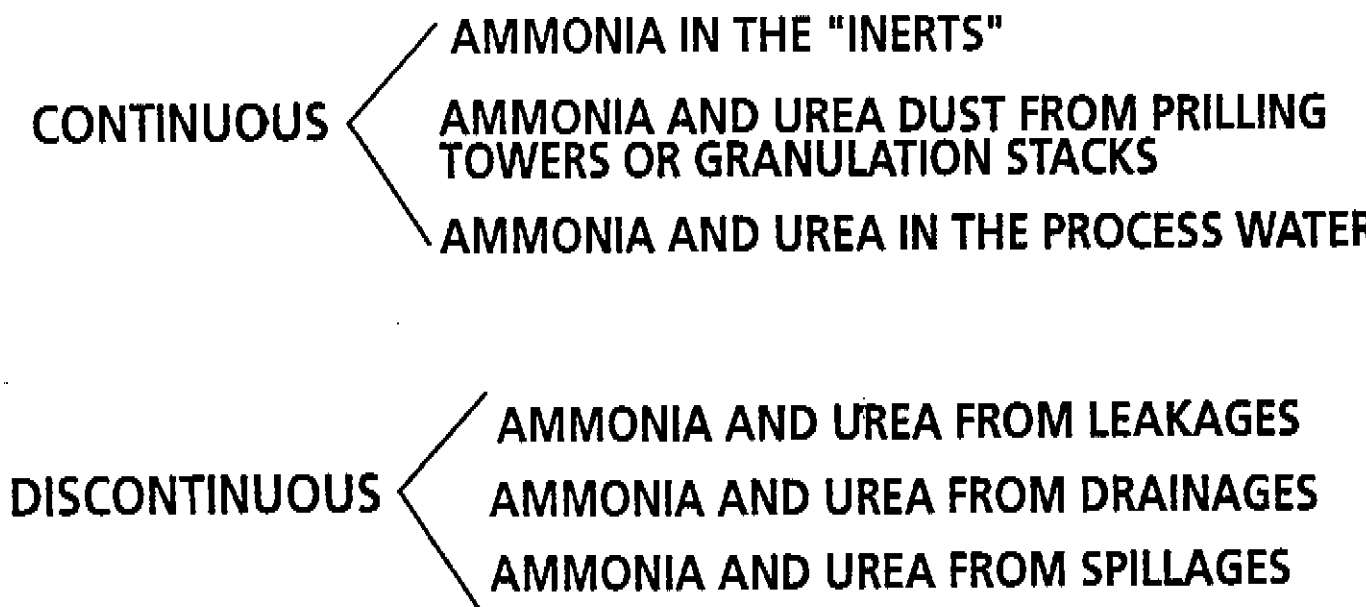 AMMONIA IN THE "INERTS"
CONTINUOUS
AMMONIA AND UREA DUST FROM PRILLING
TOWERS OR GRANULATION STACKS
AMMONIA AND UREA IN THE PROCESS WATER
AMMONIA AND UREA FROM LEAKAGES
DISCONTINUOUS
AMMONIA AND UREA FROM DRAINAGES
AMMONIA AND UREA FROM SPILLAGES